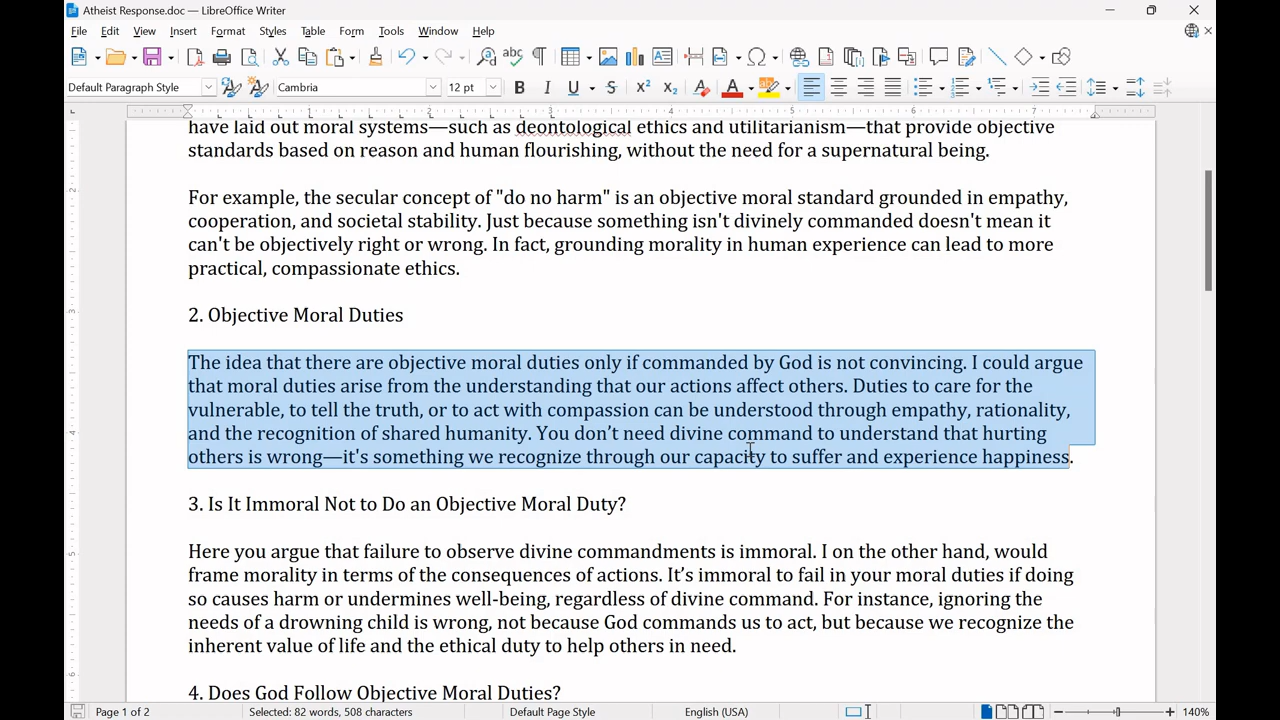 Atheist Response.doc — LibreOffice Writer
File Edit View Insert Format Styles Table Form Tools Window Help
Default Paragraph Style Cambria 12 pt
4 5 6 7
have laid out moral systems—such as deontological ethics and utilitarianism—that provide objective
standards based on reason and human flourishing, without the need for a supernatural being.
For example, the secular concept of "do no harm" is an objective moral standard grounded in empathy,
cooperation, and societal stability. Just because something isn't divinely commanded doesn't mean it
can't be objectively right or wrong. In fact, grounding morality in human experience can lead to more
practical, compassionate ethics.
2. Objective Moral Duties
The idea that there are objective moral duties only if commanded by God is not convincing. I could argue
that moral duties arise from the understanding that our actions affect others. Duties to care for the
vulnerable, to tell the truth, or to act with compassion can be understood through empathy, rationality,
and the recognition of shared humanity. You don’t need divine command to understand that hurting
others is wrong—it's something we recognize through our capacity to suffer and experience happiness.
3. Is It Immoral Not to Do an Objective Moral Duty?
Here you argue that failure to observe divine commandments is immoral. I on the other hand, would
frame morality in terms of the consequences of actions. It’s immoral to fail in your moral duties if doing
so causes harm or undermines well-being, regardless of divine command. For instance, ignoring the
needs of a drowning child is wrong, not because God commands us to act, but because we recognize the
inherent value of life and the ethical duty to help others in need.
4. Does God Follow Objective Moral Duties?
Page 1 of 2 Selected: 82 words, 508 characters Default Page Style English (USA) 140%